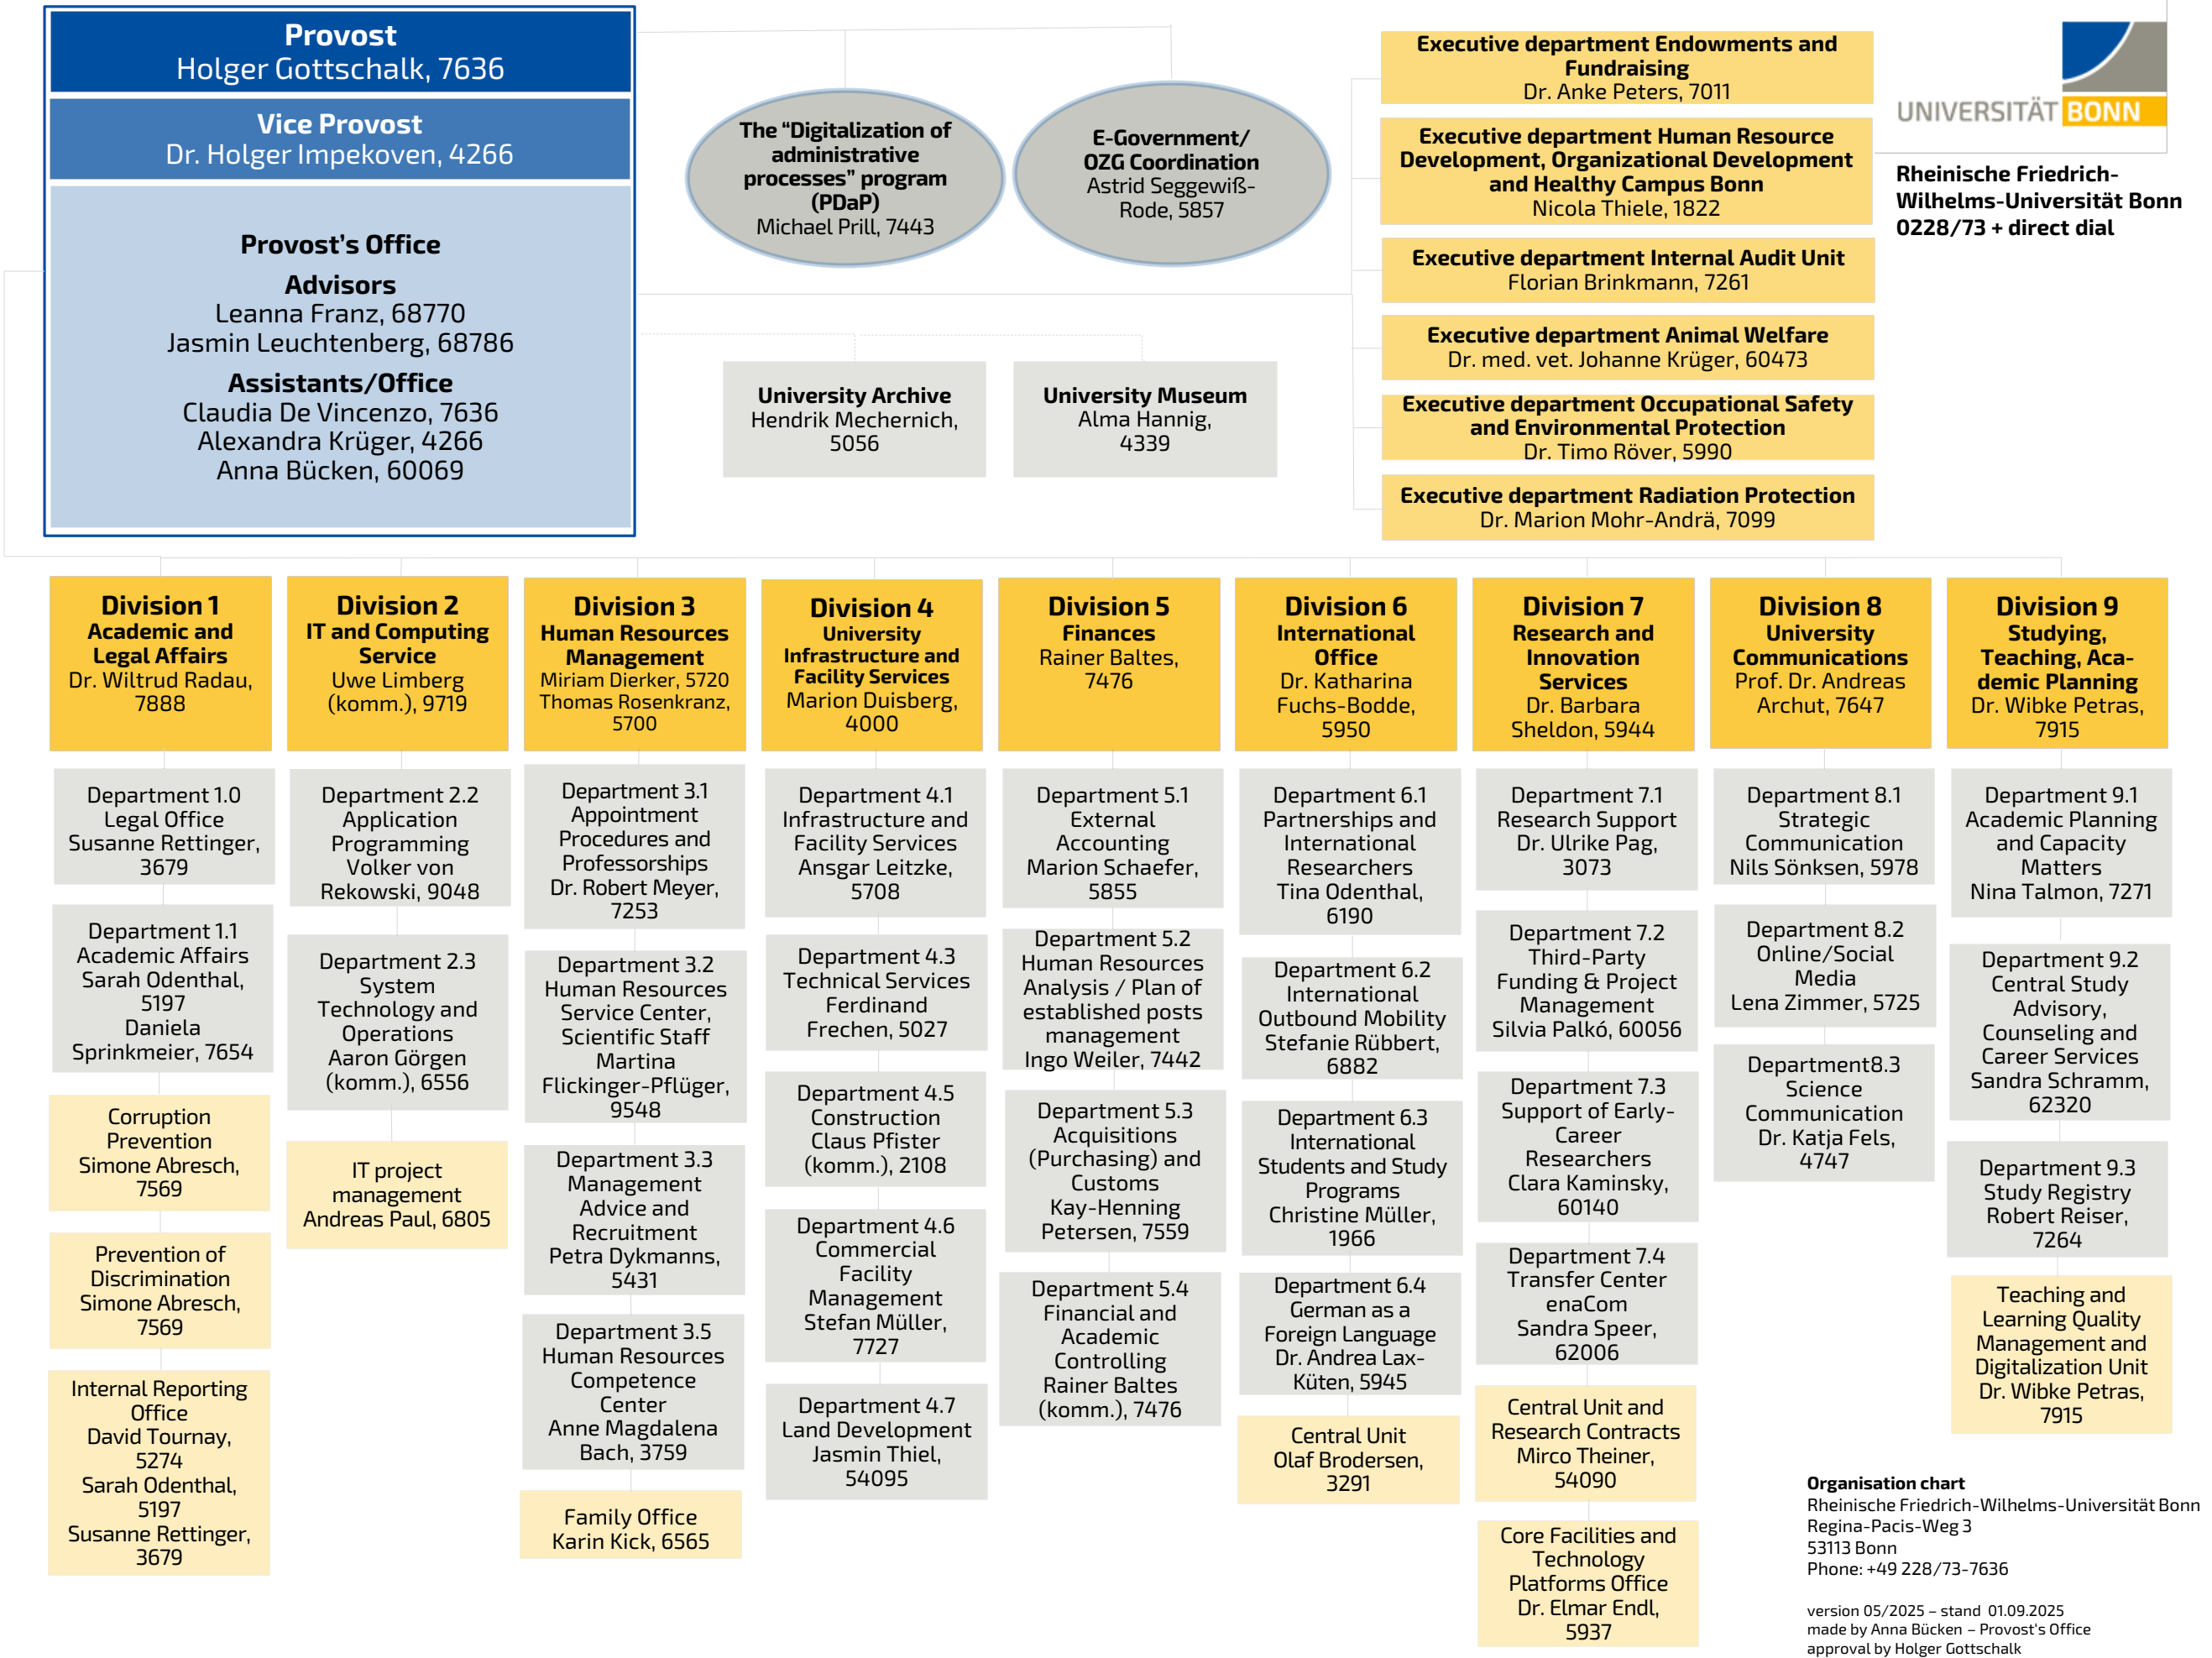 Provost
Holger Gottschalk, 7636
Vice Provost
Dr. Holger Impekoven, 4266
Provost’s Office
Advisors
Leanna Franz, 68770
Jasmin Leuchtenberg, 68786
Assistants/Office
Claudia De Vincenzo, 7636
Alexandra Krüger, 4266
Anna Bücken, 60069
The “Digitalization of
administrative
processes” program
(PDaP)
Michael Prill, 7443
E-Government/
OZG Coordination
Astrid Seggewiß-
Rode, 5857
University Archive
Hendrik Mechernich,
5056
University Museum
Alma Hannig,
4339
Executive department Endowments and
Fundraising
Dr. Anke Peters, 7011
Executive department Human Resource
Development, Organizational Development
and Healthy Campus Bonn
Nicola Thiele, 1822
Executive department Internal Audit Unit
Florian Brinkmann, 7261
Executive department Animal Welfare
Dr. med. vet. Johanne Krüger, 60473
Executive department Occupational Safety
and Environmental Protection
Dr. Timo Röver, 5990
Executive department Radiation Protection
Dr. Marion Mohr-Andrä, 7099
UNIVERSITÄT BONN
Rheinische Friedrich-
Wilhelms-Universität Bonn
0228/73 + direct dial
Division 1
Academic and
Legal Affairs
Dr. Wiltrud Radau,
7888
Department 1.0
Legal Office
Susanne Rettinger,
3679
Department 1.1
Academic Affairs
Sarah Odenthal,
5197
Daniela
Sprinkmeier, 7654
Corruption
Prevention
Simone Abresch,
7569
Prevention of
Discrimination
Simone Abresch,
7569
Internal Reporting
Office
David Tournay,
5274
Sarah Odenthal,
5197
Susanne Rettinger,
3679
Division 2
IT and Computing
Service
Uwe Limberg
(komm.), 9719
Department 2.2
Application
Programming
Volker von
Rekowski, 9048
Department 2.3
System
Technology and
Operations
Aaron Görgen
(komm.), 6556
IT project
management
Andreas Paul, 6805
Division 3
Human Resources
Management
Miriam Dierker, 5720
Thomas Rosenkranz,
5700
Department 3.1
Appointment
Procedures and
Professorships
Dr. Robert Meyer,
7253
Department 3.2
Human Resources
Service Center,
Scientific Staff
Martina
Flickinger-Pflüger,
9548
Department 3.3
Management
Advice and
Recruitment
Petra Dykmanns,
5431
Department 3.5
Human Resources
Competence
Center
Anne Magdalena
Bach, 3759
Family Office
Karin Kick, 6565
Division 4
University
Infrastructure and
Facility Services
Marion Duisberg,
4000
Department 4.1
Infrastructure and
Facility Services
Ansgar Leitzke,
5708
Department 4.3
Technical Services
Ferdinand
Frechen, 5027
Department 4.5
Construction
Claus Pfister
(komm.), 2108
Department 4.6
Commercial
Facility
Management
Stefan Müller,
7727
Department 4.7
Land Development
Jasmin Thiel,
54095
Division 5
Finances
Rainer Baltes,
7476
Department 5.1
External
Accounting
Marion Schaefer,
5855
Department 5.2
Human Resources
Analysis / Plan of
established posts
management
Ingo Weiler, 7442
Department 5.3
Acquisitions
(Purchasing) and
Customs
Kay-Henning
Petersen, 7559
Department 5.4
Financial and
Academic
Controlling
Rainer Baltes
(komm.), 7476
Division 6
International
Office
Dr. Katharina
Fuchs-Bodde,
5950
Department 6.1
Partnerships and
International
Researchers
Tina Odenthal,
6190
Department 6.2
International
Outbound Mobility
Stefanie Rübbert,
6882
Department 6.3
International
Students and Study
Programs
Christine Müller,
1966
Department 6.4
German as a
Foreign Language
Dr. Andrea Lax-
Küten, 5945
Central Unit
Olaf Brodersen,
3291
Division 7
Research and
Innovation
Services
Dr. Barbara
Sheldon, 5944
Department 7.1
Research Support
Dr. Ulrike Pag,
3073
Department 7.2
Third-Party
Funding & Project
Management
Silvia Palkó, 60056
Department 7.3
Support of Early-
Career
Researchers
Clara Kaminsky,
60140
Department 7.4
Transfer Center
enaCom
Sandra Speer,
62006
Central Unit and
Research Contracts
Mirco Theiner,
54090
Core Facilities and
Technology
Platforms Office
Dr. Elmar Endl,
5937
Division 8
University
Communications
Prof. Dr. Andreas
Archut, 7647
Department 8.1
Strategic
Communication
Nils Sönksen, 5978
Department 8.2
Online/Social
Media
Lena Zimmer, 5725
Department8.3
Science
Communication
Dr. Katja Fels,
4747
Division 9
Studying,
Teaching, Aca-
demic Planning
Dr. Wibke Petras,
7915
Department 9.1
Academic Planning
and Capacity
Matters
Nina Talmon, 7271
Department 9.2
Central Study
Advisory,
Counseling and
Career Services
Sandra Schramm,
62320
Department 9.3
Study Registry
Robert Reiser,
7264
Teaching and
Learning Quality
Management and
Digitalization Unit
Dr. Wibke Petras,
7915
Organisation chart
Rheinische Friedrich-Wilhelms-Universität Bonn
Regina-Pacis-Weg 3
53113 Bonn
Phone: +49 228/73-7636
version 05/2025 – stand 01.09.2025
made by Anna Bücken – Provost's Office
approval by Holger Gottschalk